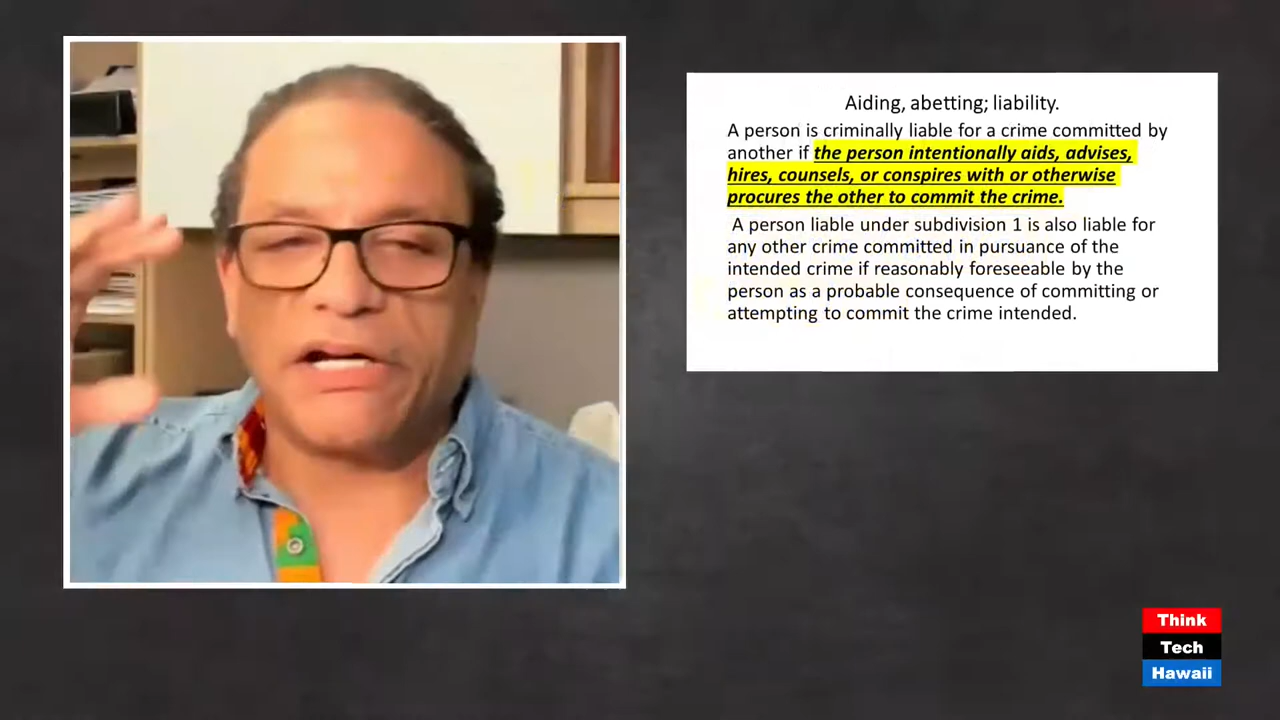 Aiding, abetting; liability.
A person is criminally liable for a crime committed by
another if the person intentionally aids, advises,
hires, counsels, or conspires with or otherwise
procures the other to commit the crime.
A person liable under subdivision 1 is also liable for
any other crime committed in pursuance of the
intended crime if reasonably foreseeable by the
person as a probable consequence of committing or
attempting to commit the crime intended.
Think
Tech
Hawaii